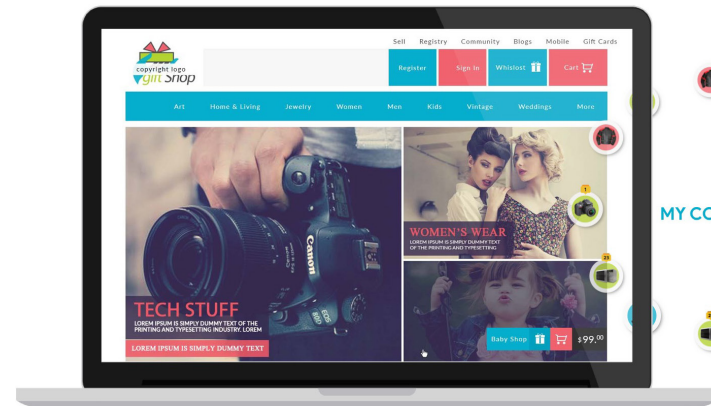 Sell Registry Community Blogs Mobile Gift Cards
copyright logo
gift Shop
Register
Sign In
Whislost
Cart
Art Home & Living Jewelry Women Men Kids Vintage Weddings More
Canon
EOS
80D
TECH STUFF
LOREM IPSUM IS SIMPLY DUMMY TEXT OF THE
PRINTING AND TYPESETTING INDUSTRY. LOREM
LOREM IPSUM IS SIMPLY DUMMY TEXT
WOMEN'S WEAR
LOREM IPSUM IS SIMPLY DUMMY TEXT
OF THE PRINTING AND TYPESETTING
1
25
Baby Shop
$99.00
MY CO